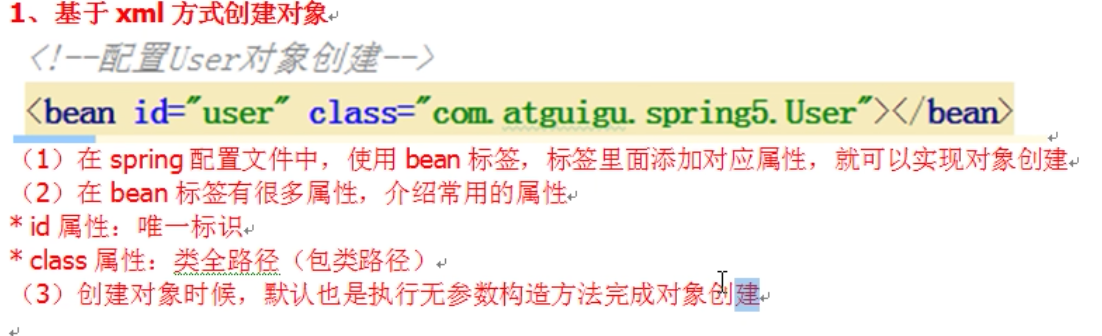 1、基于 xml 方式创建对象
<!--配置User对象创建-->
<bean id="user" class="com.atguigu.spring5.User"></bean>
（1）在 spring 配置文件中，使用 bean 标签，标签里面添加对应属性，就可以实现对象创建
（2）在 bean 标签有很多属性，介绍常用的属性
* id 属性：唯一标识
* class 属性：类全路径（包类路径）
（3）创建对象时候，默认也是执行无参数构造方法完成对象创建